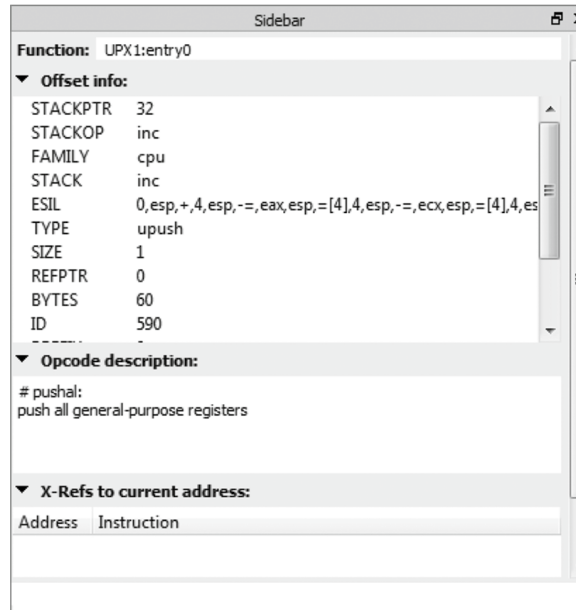 Sidebar
Function: UPX1:entry0
Offset info:
STACKPTR 32
STACKOP inc
FAMILY cpu
STACK inc
ESIL 0,esp,+,4,esp,-=,eax,esp,=[4],4,esp,-=,ecx,esp,=[4],4,es
TYPE upush
SIZE 1
REFPTR 0
BYTES 60
ID 590
Opcode description:
# pushal:
push all general-purpose registers
X-Refs to current address:
Address Instruction